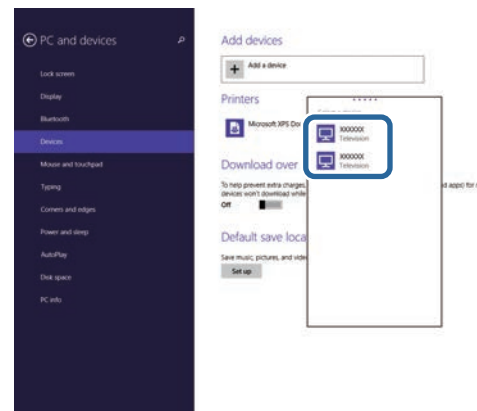 PC and devices
Lock screen
Display
Bluetooth
Devices
Mouse and touchpad
Typing
Corners and edges
Power and sleep
AutoPlay
Disk space
PC info
Add devices
Add a device
Printers
Microsoft XPS Do
Download over
To help prevent extra charges,
d apps) for
devices won't download while
Off
Default save loca
Save music, pictures, and vide
Set up
XXXXXX
Television
XXXXXX
Television